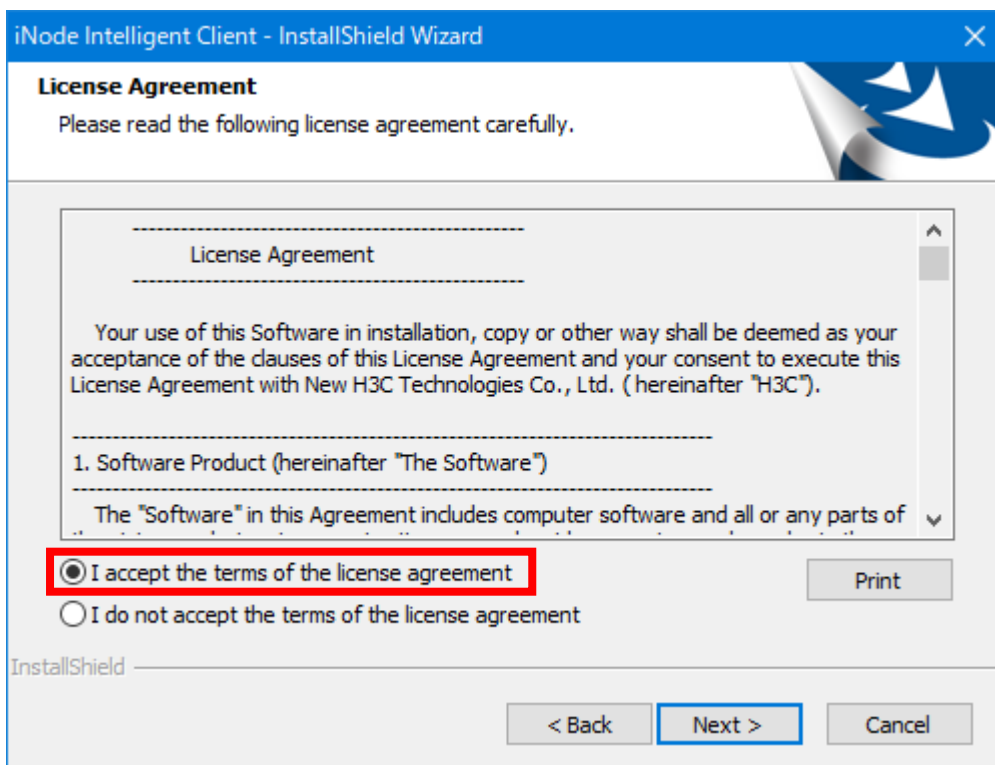 iNode Intelligent Client - InstallShield Wizard
License Agreement
Please read the following license agreement carefully.
----------------------------------------------------
License Agreement
----------------------------------------------------
Your use of this Software in installation, copy or other way shall be deemed as your
acceptance of the clauses of this License Agreement and your consent to execute this
License Agreement with New H3C Technologies Co., Ltd. ( hereinafter "H3C").
-------------------------------------------------------------------------------------
1. Software Product (hereinafter "The Software")
-------------------------------------------------------------------------------------
The "Software" in this Agreement includes computer software and all or any parts of
I accept the terms of the license agreement
Print
I do not accept the terms of the license agreement
InstallShield
< Back
Next >
Cancel